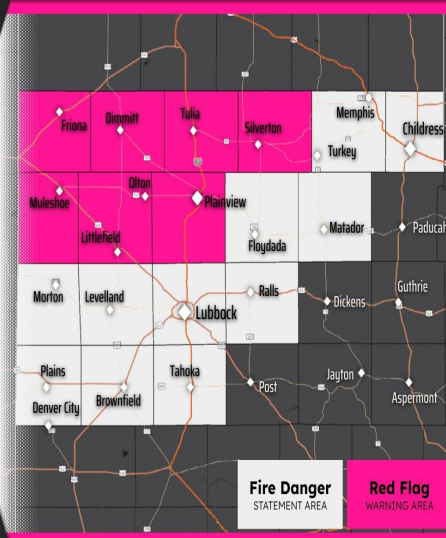 Memphis
Friona
Dimmitt
Tulia
Silverton
Childress
Turkey
Muleshoe
Olton
Plainview
Littlefield
Floydada
Matador
Paducah
Morton
Levelland
Lubbock
Ralls
Dickens
Guthrie
Plains
Denver City
Brownfield
Tahoka
Post
Jayton
Aspermont
Fire Danger
STATEMENT AREA
Red Flag
WARNING AREA